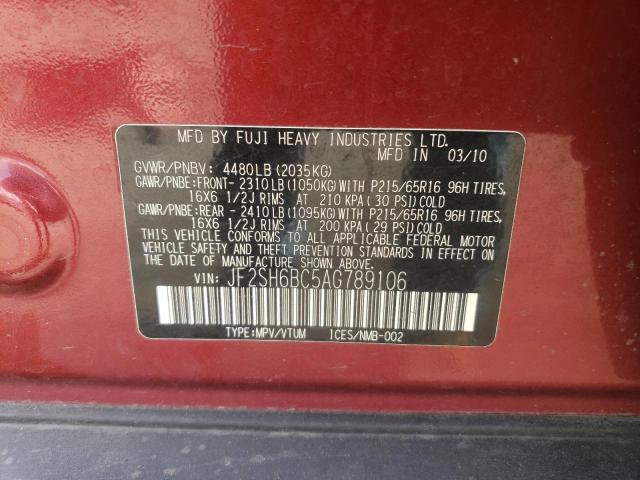 MFD BY FUJI HEAVY INDUSTRIES LTD.
MFD IN 03/10
GVWR/PNBV: 4480LB (2035KG)
GAWR/PNBE:FRONT- 2310LB (1050KG) WITH P215/65R16 96H TIRES,
16X6 1/2J RIMS AT 210 KPA ( 30 PSI) COLD
GAWR/PNBE:REAR - 2410LB (1095KG) WITH P215/65R16 96H TIRES,
16X6 1/2J RIMS AT 200 KPA ( 29 PSI) COLD
THIS VEHICLE CONFORMS TO ALL APPLICABLE FEDERAL MOTOR
VEHICLE SAFETY AND THEFT PREVENTION STANDARDS IN EFFECT ON
THE DATE OF MANUFACTURE SHOWN ABOVE.
VIN: JF2SH6BC5AG789106
TYPE:MPV/VTUM ICES/NMB-002